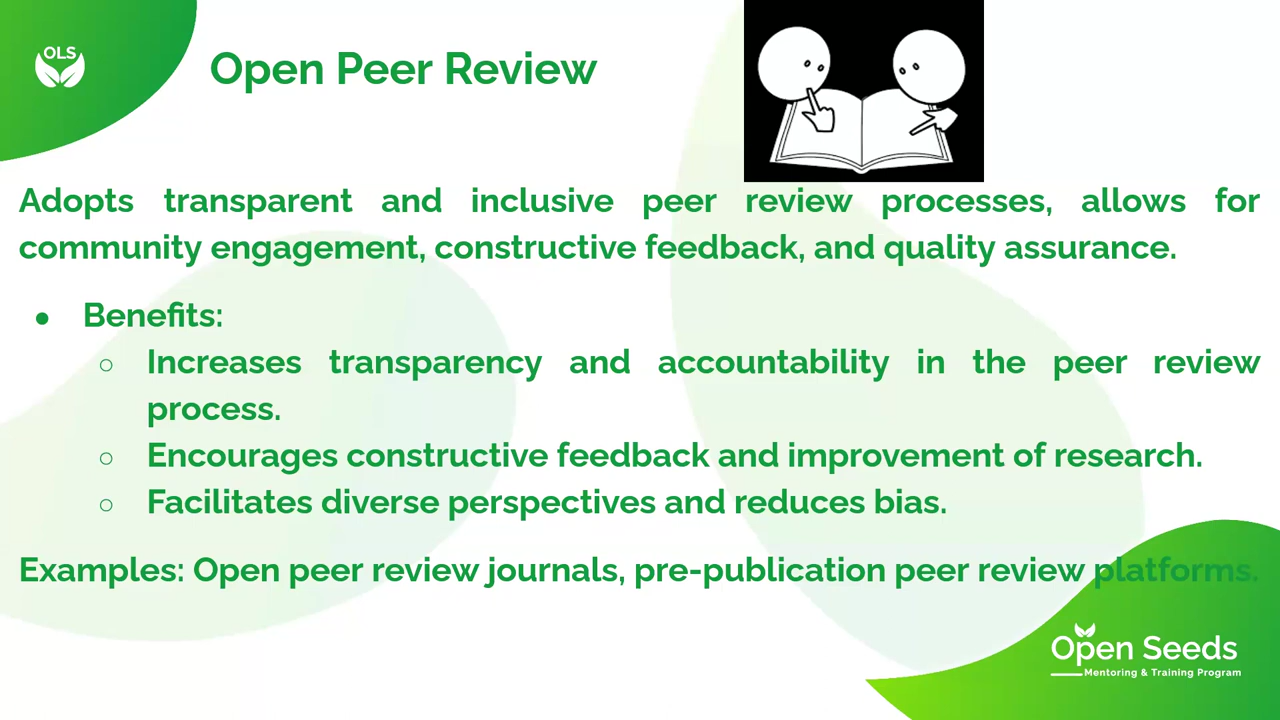 OLS
Open Peer Review
Adopts transparent and inclusive peer review processes, allows for
community engagement, constructive feedback, and quality assurance.
● Benefits:
○ Increases transparency and accountability in the peer review
process.
○ Encourages constructive feedback and improvement of research.
○ Facilitates diverse perspectives and reduces bias.
Examples: Open peer review journals, pre-publication peer review platforms.
Open Seeds
Mentoring & Training Program